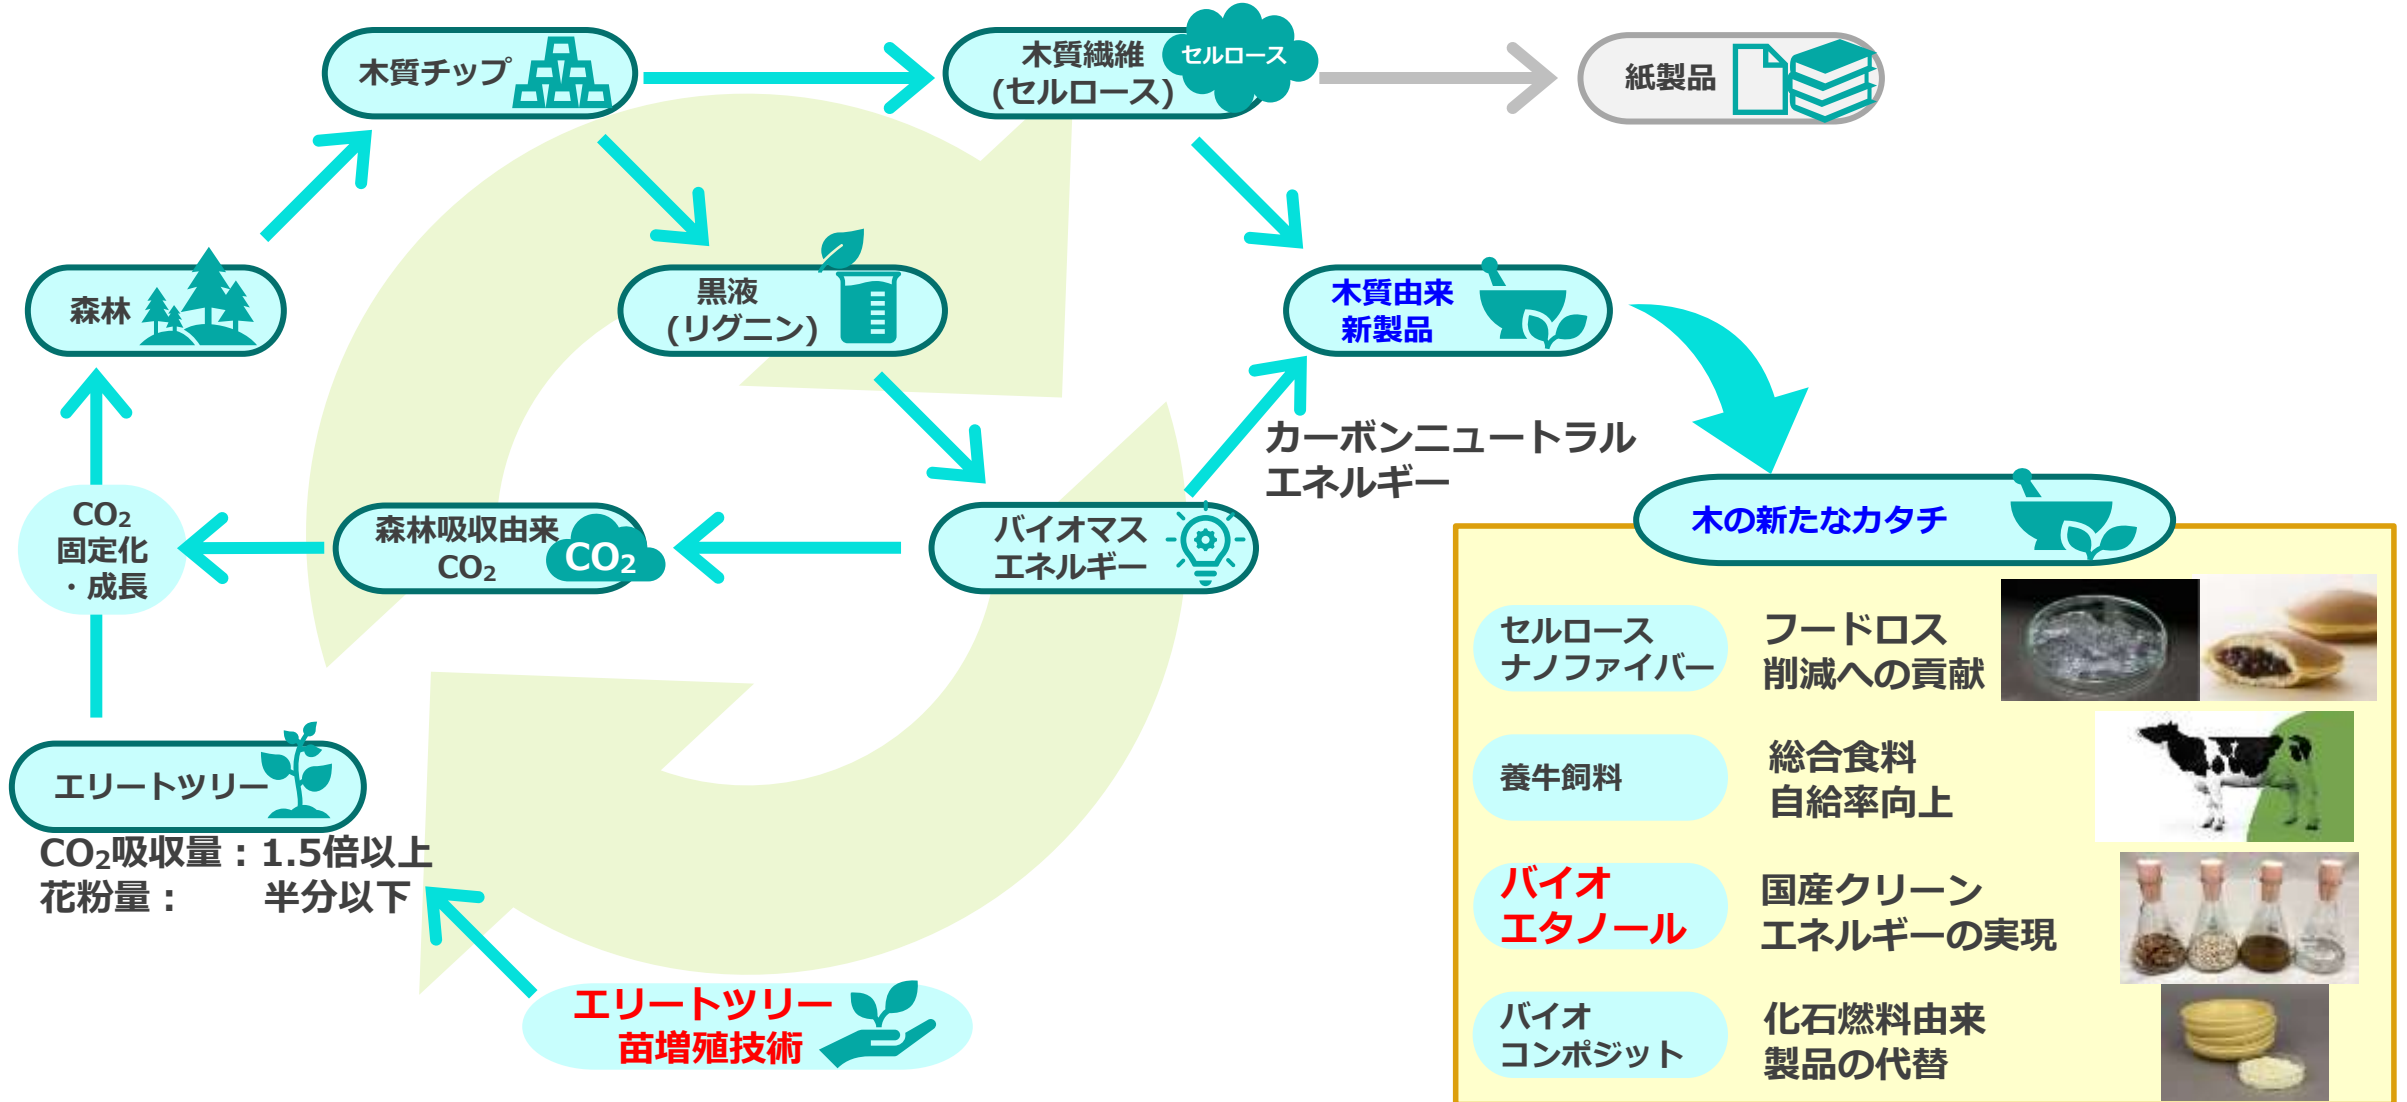 木質チップ
木質繊維
(セルロース)
セルロース
紙製品
森林
黒液
(リグニン)
木質由来
新製品
カーボンニュートラル
エネルギー
CO₂
固定化
・成長
森林吸収由来
CO₂
CO₂
バイオマス
エネルギー
木の新たなカタチ
セルロース
ナノファイバー
フードロス
削減への貢献
養牛飼料
総合食料
自給率向上
バイオ
エタノール
国産クリーン
エネルギーの実現
バイオ
コンポジット
化石燃料由来
製品の代替
エリートツリー
CO₂吸収量：1.5倍以上
花粉量： 半分以下
エリートツリー
苗増殖技術